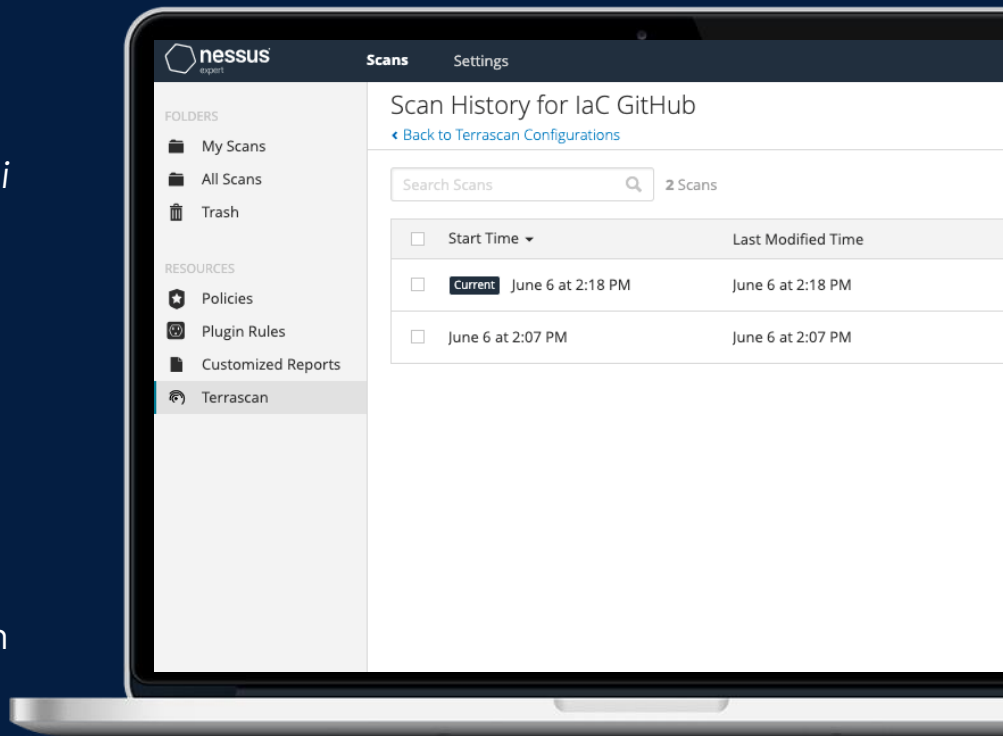 i
n
nessus
expert
Scans
Settings
FOLDERS
My Scans
All Scans
Trash
RESOURCES
Policies
Plugin Rules
Customized Reports
Terrascan
Scan History for IaC GitHub
Back to Terrascan Configurations
Search Scans
2 Scans
Start Time
Last Modified Time
Current June 6 at 2:18 PM
June 6 at 2:18 PM
June 6 at 2:07 PM
June 6 at 2:07 PM